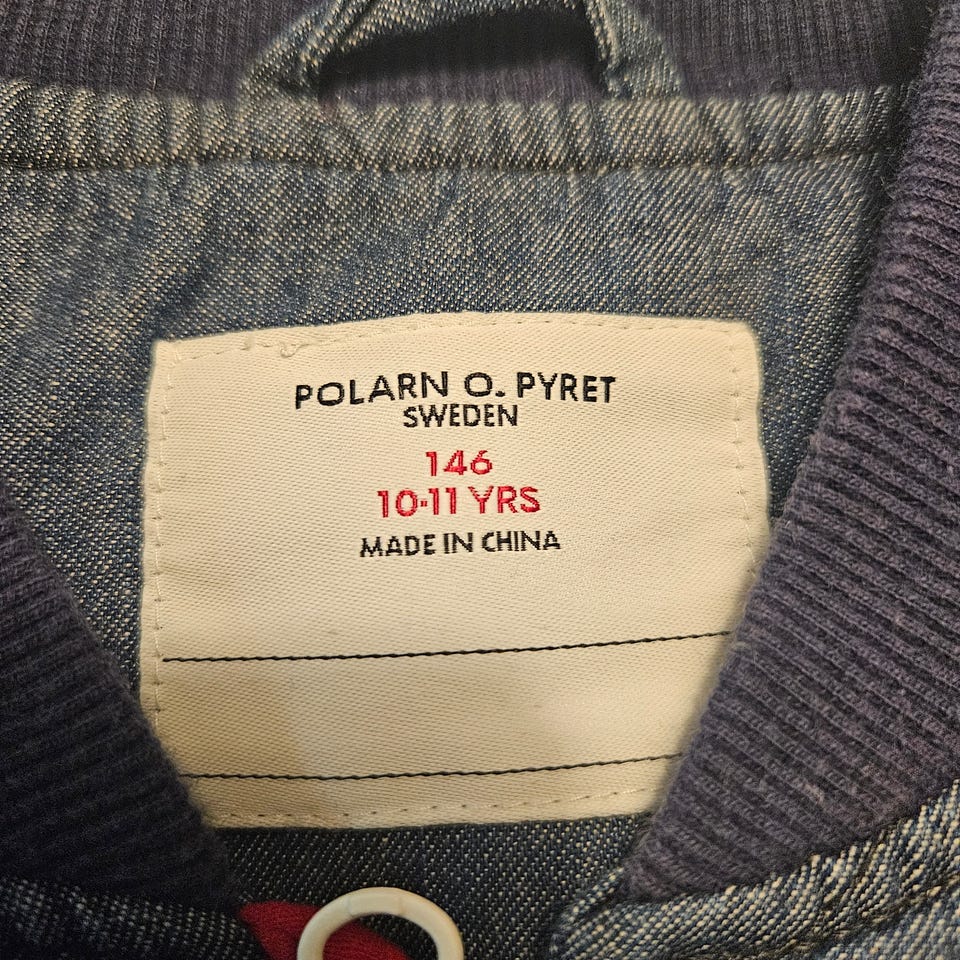 POLARN O. PYRET
SWEDEN
146
10-11 YRS
MADE IN CHINA